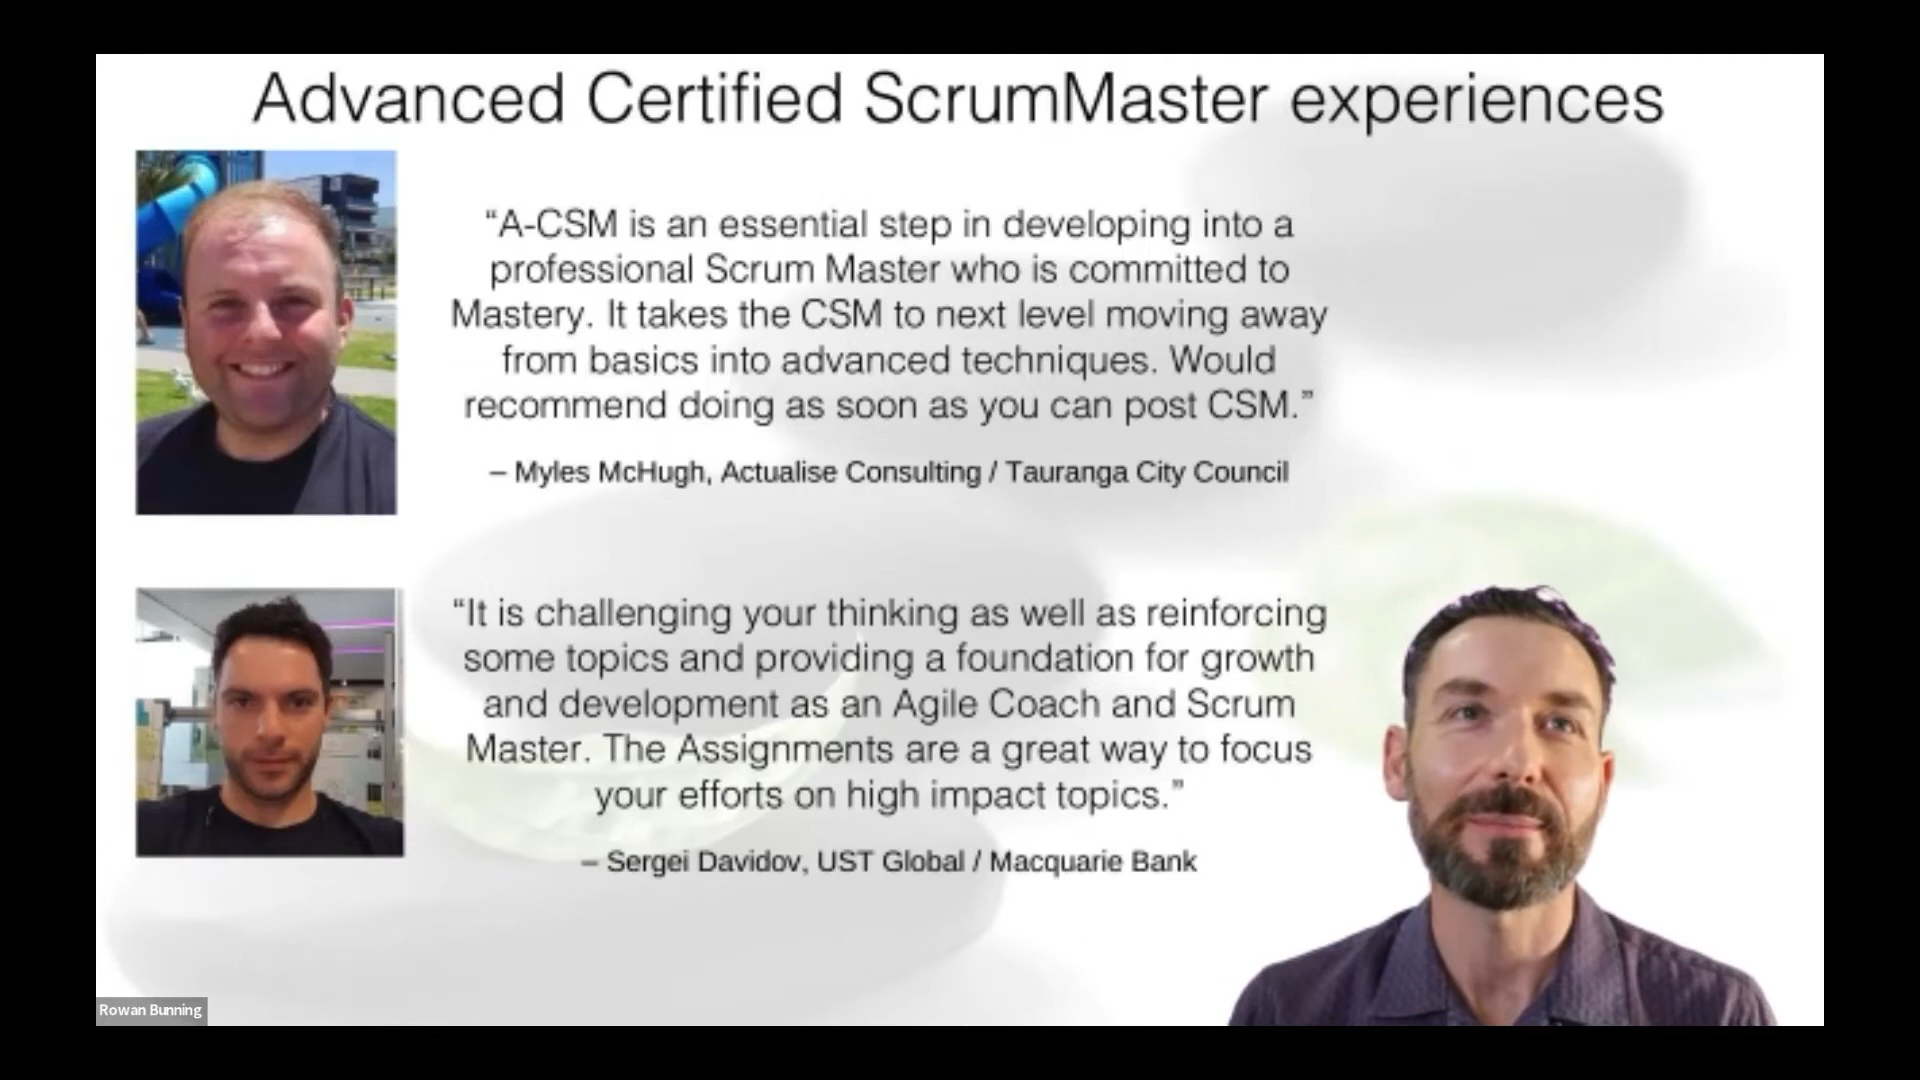 Advanced Certified ScrumMaster experiences
“A-CSM is an essential step in developing into a
professional Scrum Master who is committed to
Mastery. It takes the CSM to next level moving away
from basics into advanced techniques. Would
recommend doing as soon as you can post CSM.”
– Myles McHugh, Actualise Consulting / Tauranga City Council
“It is challenging your thinking as well as reinforcing
some topics and providing a foundation for growth
and development as an Agile Coach and Scrum
Master. The Assignments are a great way to focus
your efforts on high impact topics.”
– Sergei Davidov, UST Global / Macquarie Bank
Rowan Bunning